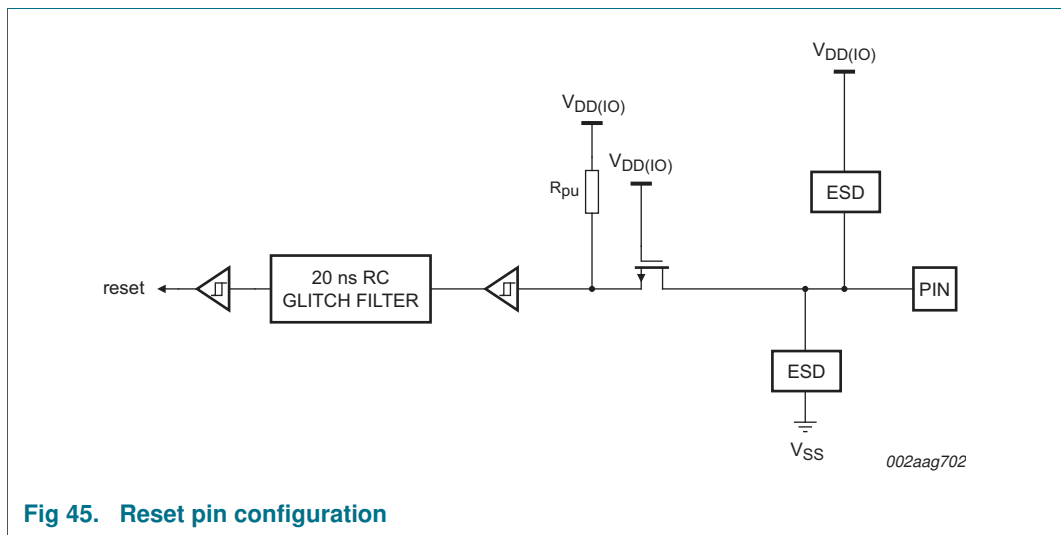 VDD(IO)
VDD(IO)
VDD(IO)
Rpu
ESD
reset
20 ns RC
GLITCH FILTER
PIN
ESD
VSS
002aag702
Fig 45. Reset pin configuration